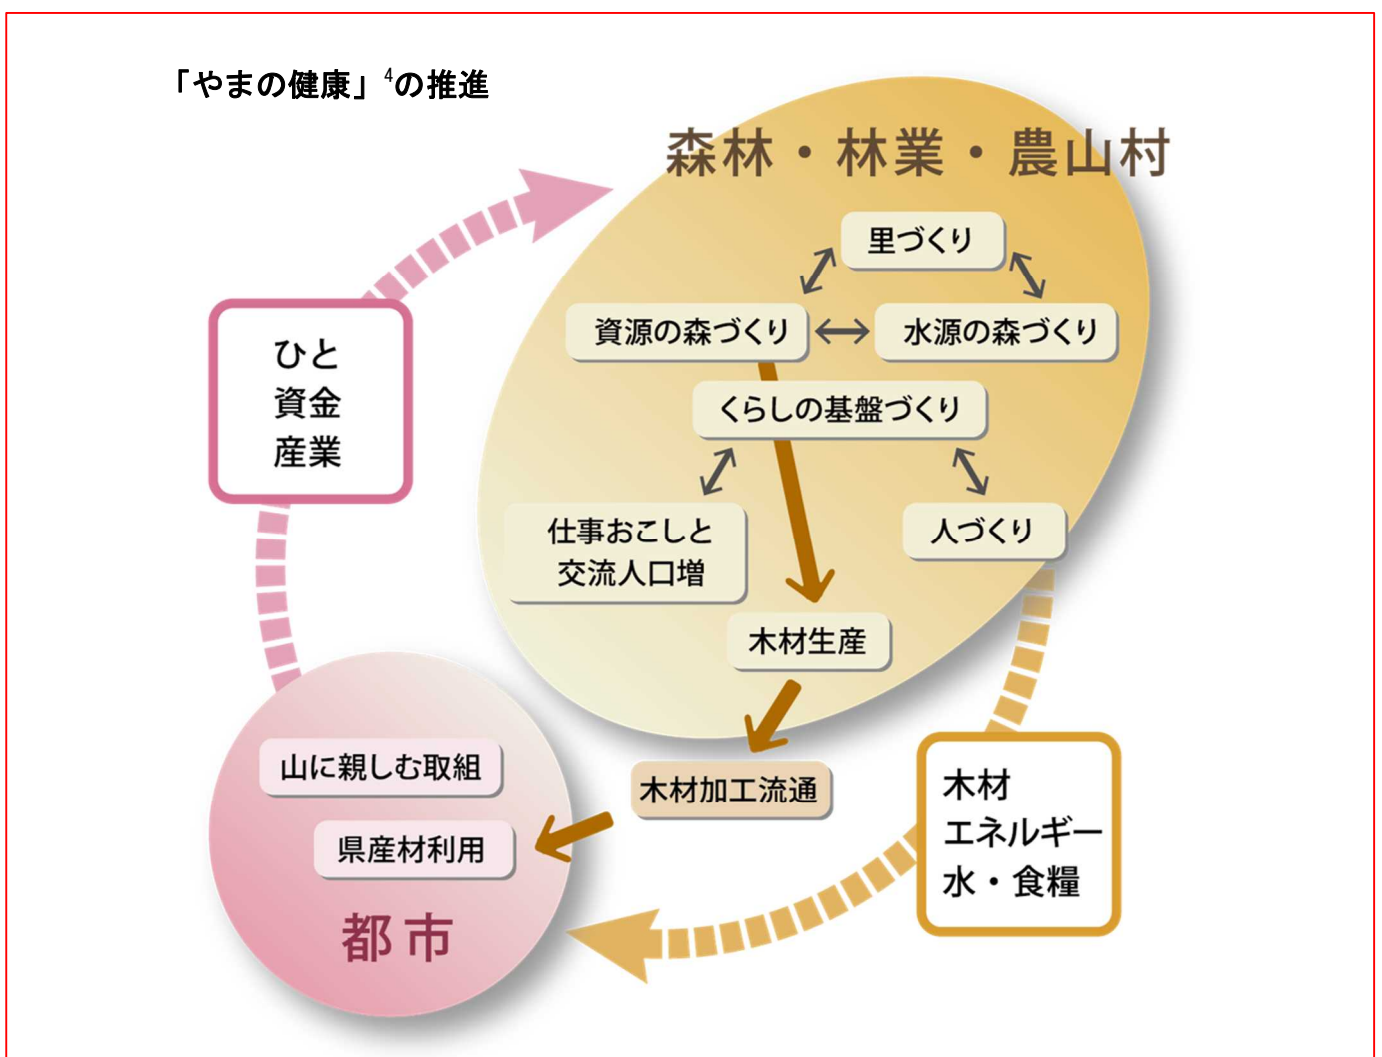 「やまの健康」4の推進
森林・林業・農山村
里づくり
資源の森づくり
水源の森づくり
くらしの基盤づくり
仕事おこしと
交流人口増
人づくり
木材生産
ひと
資金
産業
木材加工流通
木材
エネルギー
水・食糧
山に親しむ取組
県産材利用
都市